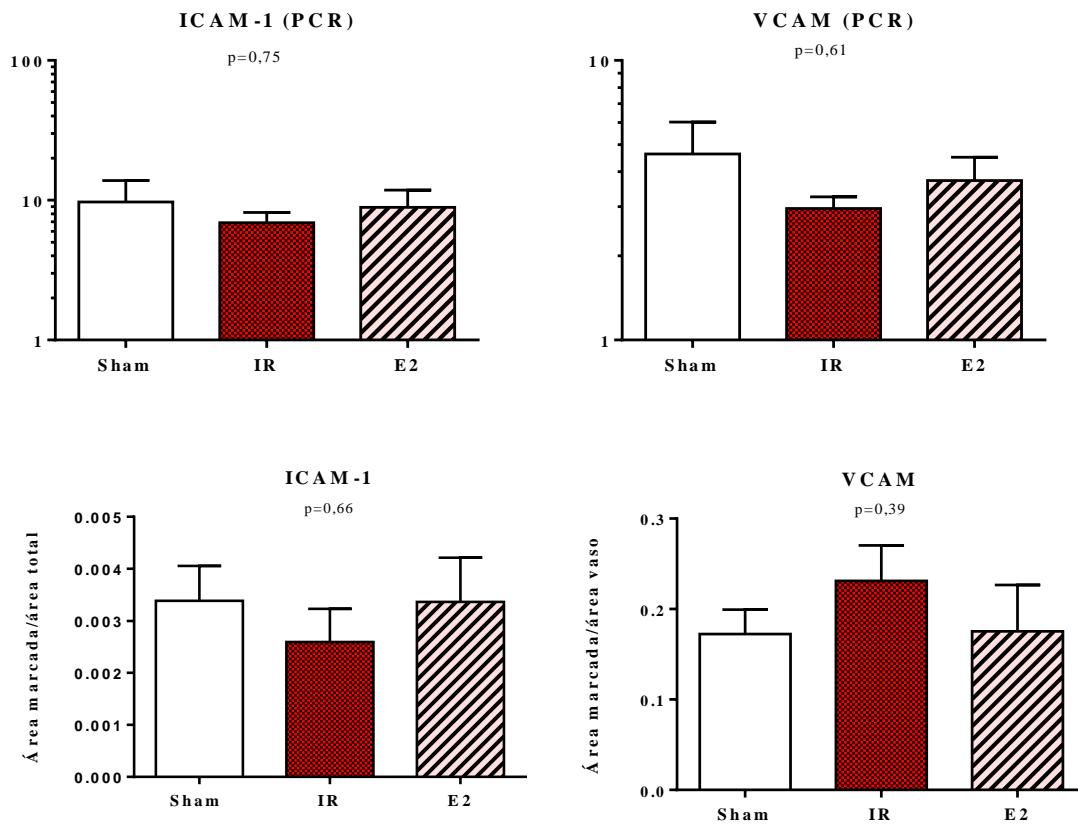 ICAM-1 (PCR)
p=0,75
100
10
1
Sham IR E2
VCAM (PCR)
p=0,61
10
1
Sham IR E2
ICAM-1
p=0,66
Área marcada/área total
0.005
0.004
0.003
0.002
0.001
0.000
Sham IR E2
VCAM
p=0,39
Área marcada/área vaso
0.3
0.2
0.1
0.0
Sham IR E2